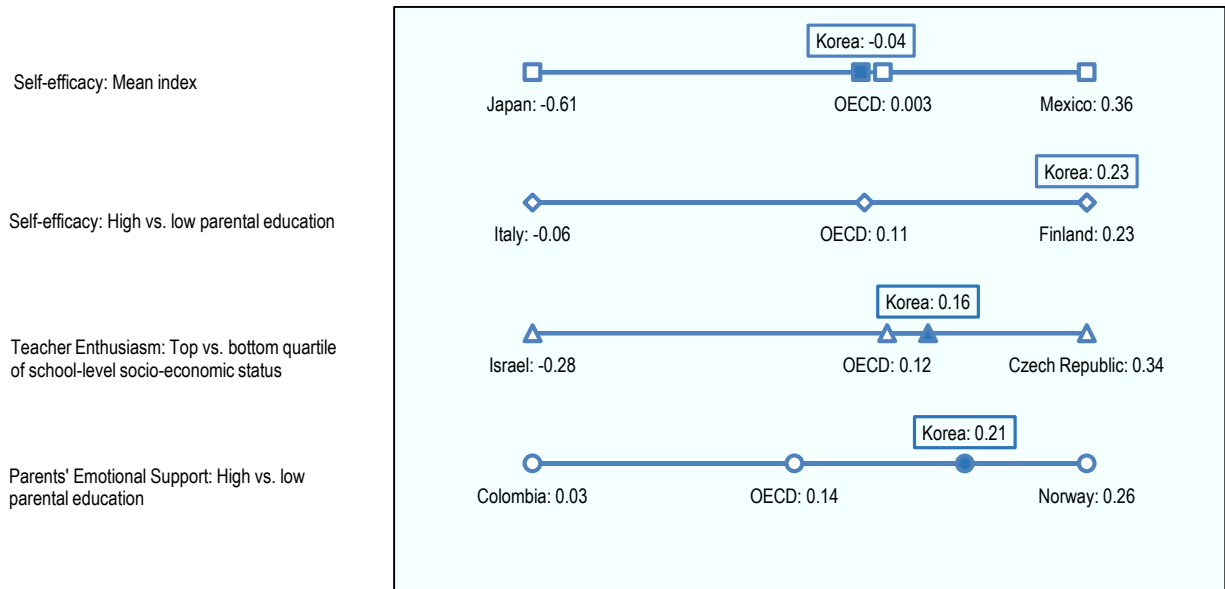 Korea: -0.04
Self-efficacy: Mean index
Japan: -0.61
OECD: 0.003
Mexico: 0.36
Korea: 0.23
Self-efficacy: High vs. low parental education
Italy: -0.06
OECD: 0.11
Finland: 0.23
Korea: 0.16
Teacher Enthusiasm: Top vs. bottom quartile
of school-level socio-economic status
Israel: -0.28
OECD: 0.12
Czech Republic: 0.34
Korea: 0.21
Parents' Emotional Support: High vs. low
parental education
Colombia: 0.03
OECD: 0.14
Norway: 0.26